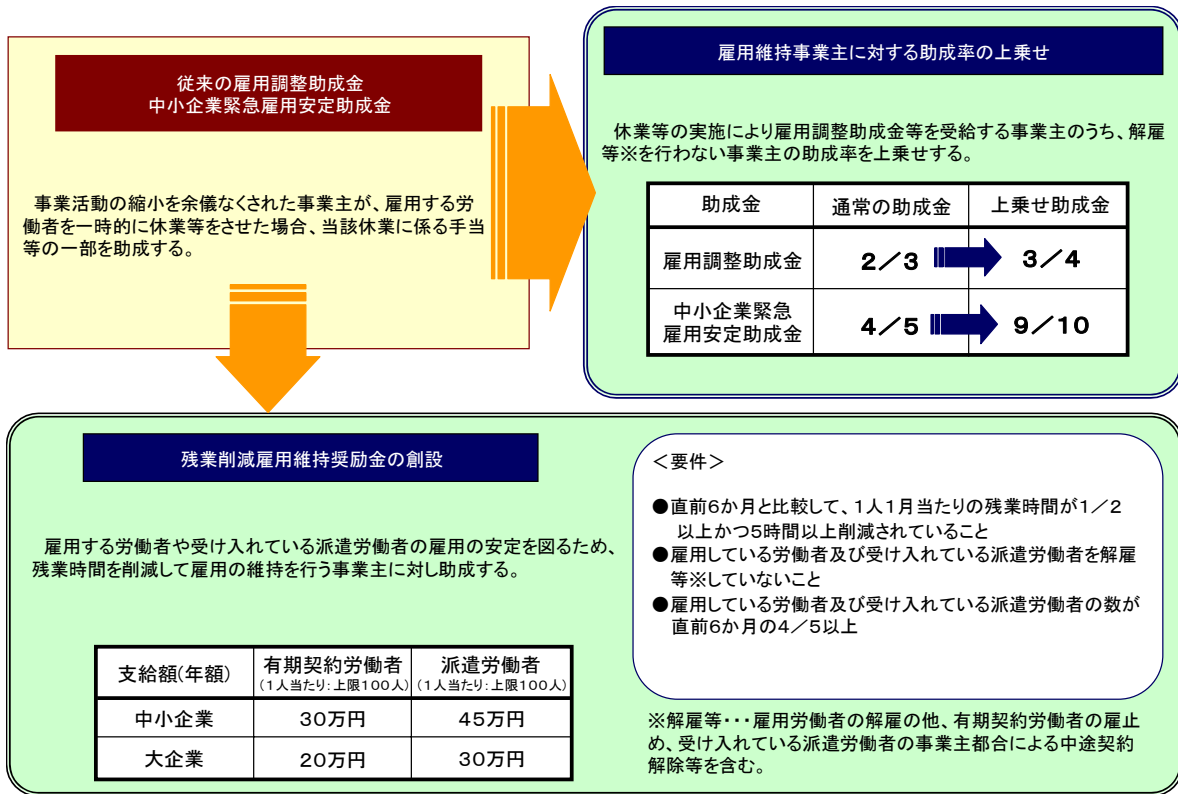 従来の雇用調整助成金
中小企業緊急雇用安定助成金
事業活動の縮小を余儀なくされた事業主が、雇用する労
働者を一時的に休業等をさせた場合、当該休業に係る手当
等の一部を助成する。
雇用維持事業主に対する助成率の上乗せ
休業等の実施により雇用調整助成金等を受給する事業主のうち、解雇
等※を行わない事業主の助成率を上乗せする。
助成金 通常の助成金 上乗せ助成金
雇用調整助成金 2/3 3/4
中小企業緊急
雇用安定助成金 4/5 9/10
残業削減雇用維持奨励金の創設
雇用する労働者や受け入れている派遣労働者の雇用の安定を図るため、
残業時間を削減して雇用の維持を行う事業主に対し助成する。
支給額(年額) 有期契約労働者 派遣労働者
(1人当たり:上限100人) (1人当たり:上限100人)
中小企業 30万円 45万円
大企業 20万円 30万円
<要件>
●直前6か月と比較して、1人1月当たりの残業時間が1/2
以上かつ5時間以上削減されていること
●雇用している労働者及び受け入れている派遣労働者を解雇
等※していないこと
●雇用している労働者及び受け入れている派遣労働者の数が
直前6か月の4/5以上
※解雇等・・・雇用労働者の解雇の他、有期契約労働者の雇止
め、受け入れている派遣労働者の事業主都合による中途契約
解除等を含む。